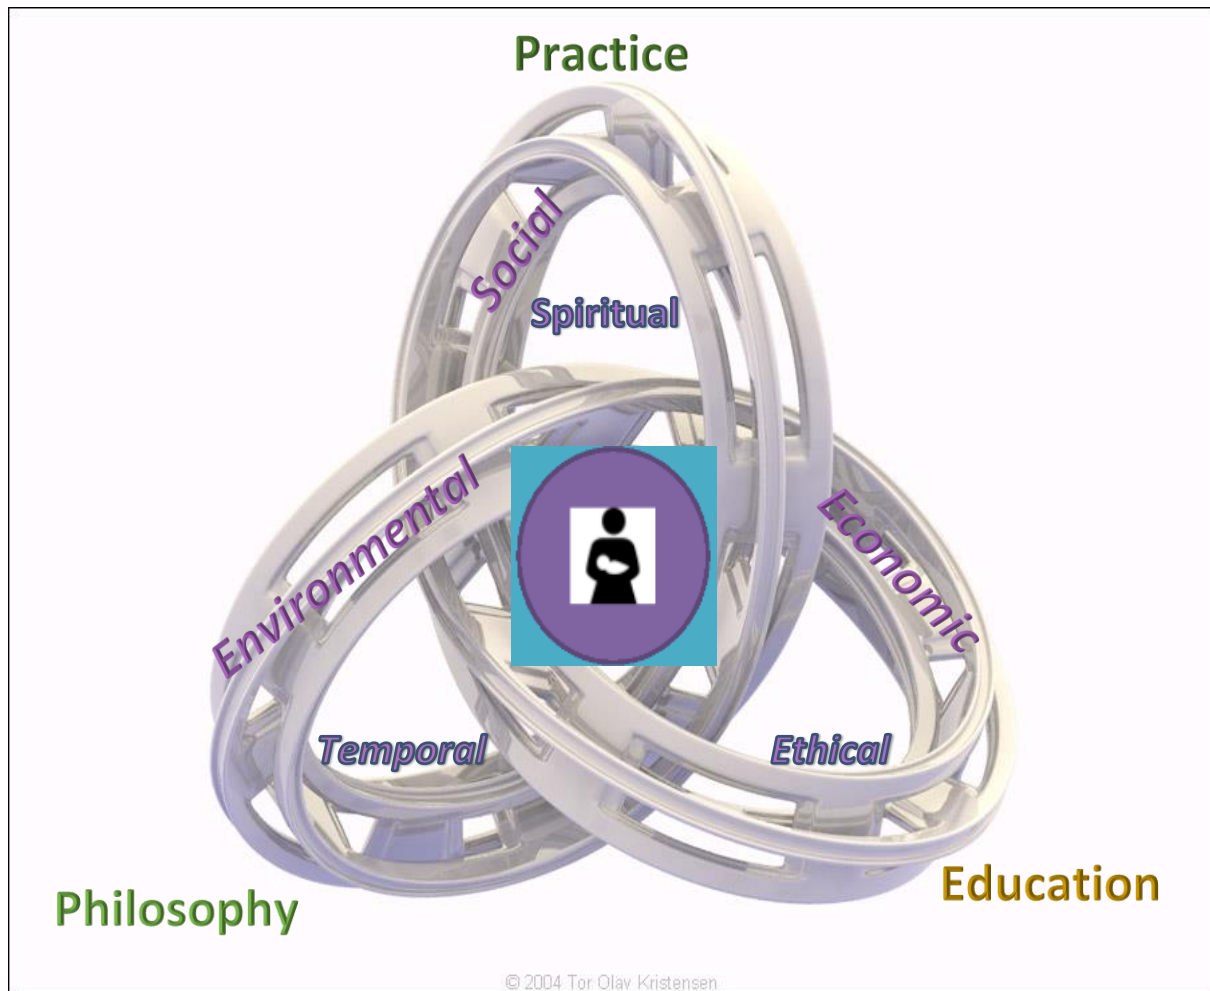 Practice
Social
Spiritual
Environmental
Economic
Temporal
Ethical
Education
Philosophy
© 2004 Tor Olav Kristensen